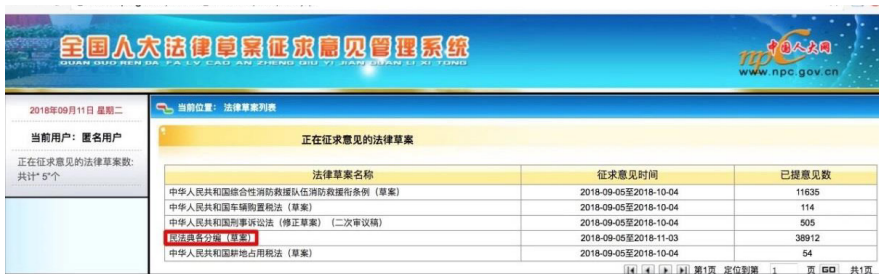 全国人大法律草案征求意见管理系统
QUAN GUO REN DA FA LV CAO AN ZHENG QIU YI JIAN GUAN LI XI TONG
中国人大网
www.npc.gov.cn
2018年09月11日 星期二
当前用户：匿名用户
正在征求意见的法律草案数:
共计" 5"个
当前位置： 法律草案列表
正在征求意见的法律草案
法律草案名称 征求意见时间 已提意见数
中华人民共和国综合性消防救援队伍消防救援衔条例（草案） 2018-09-05至2018-10-04 11635
中华人民共和国车辆购置税法（草案） 2018-09-05至2018-10-04 114
中华人民共和国刑事诉讼法（修正草案）（二次审议稿） 2018-09-05至2018-10-04 505
民法典各分编（草案） 2018-09-05至2018-11-03 38912
中华人民共和国耕地占用税法（草案） 2018-09-05至2018-10-04 54
第1页 定位到第 1 页 GO 共1页